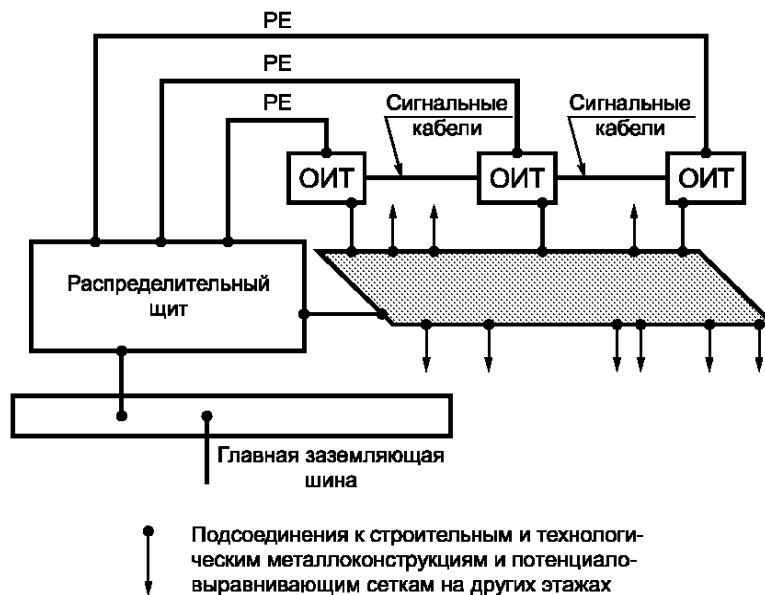 PE
PE
PE
Сигнальные
кабели
Сигнальные
кабели
ОИТ
ОИТ
ОИТ
Распределительный
щит
Главная заземляющая
шина
Подсоединения к строительным и технологи-
ческим металлоконструкциям и потенциало-
выравнивающим сеткам на других этажах